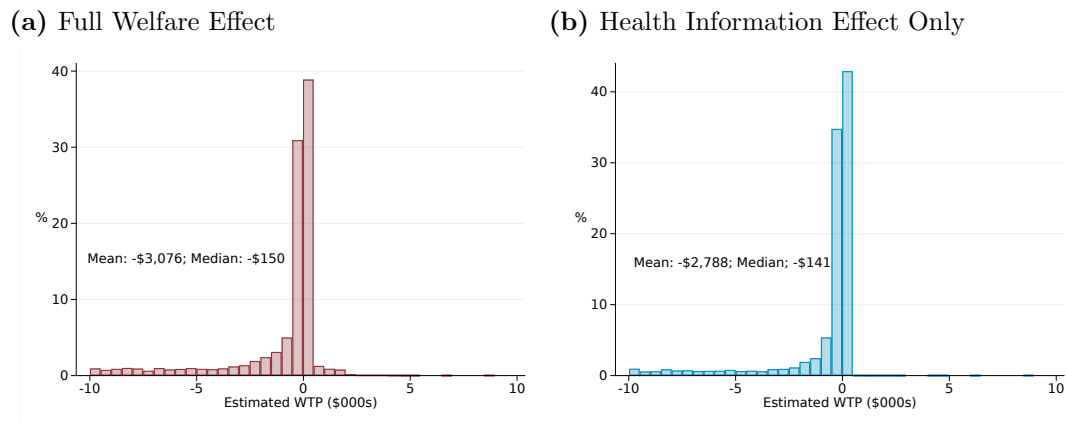 (a) Full Welfare Effect
40
30
%
20
Mean: -$3,076; Median: -$150
10
0
-10 -5 0 5 10
Estimated WTP ($000s)
(b) Health Information Effect Only
40
30
%
20
Mean: -$2,788; Median; -$141
10
0
-10 -5 0 5 10
Estimated WTP ($000s)